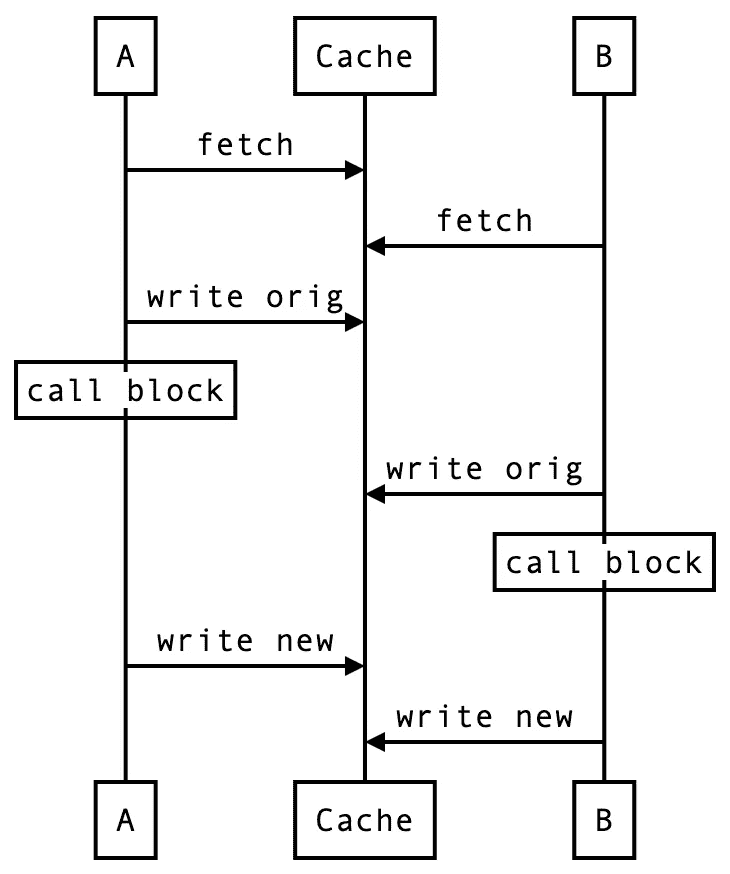 A
Cache
B
fetch
fetch
write orig
call block
write orig
call block
write new
write new
A
Cache
B